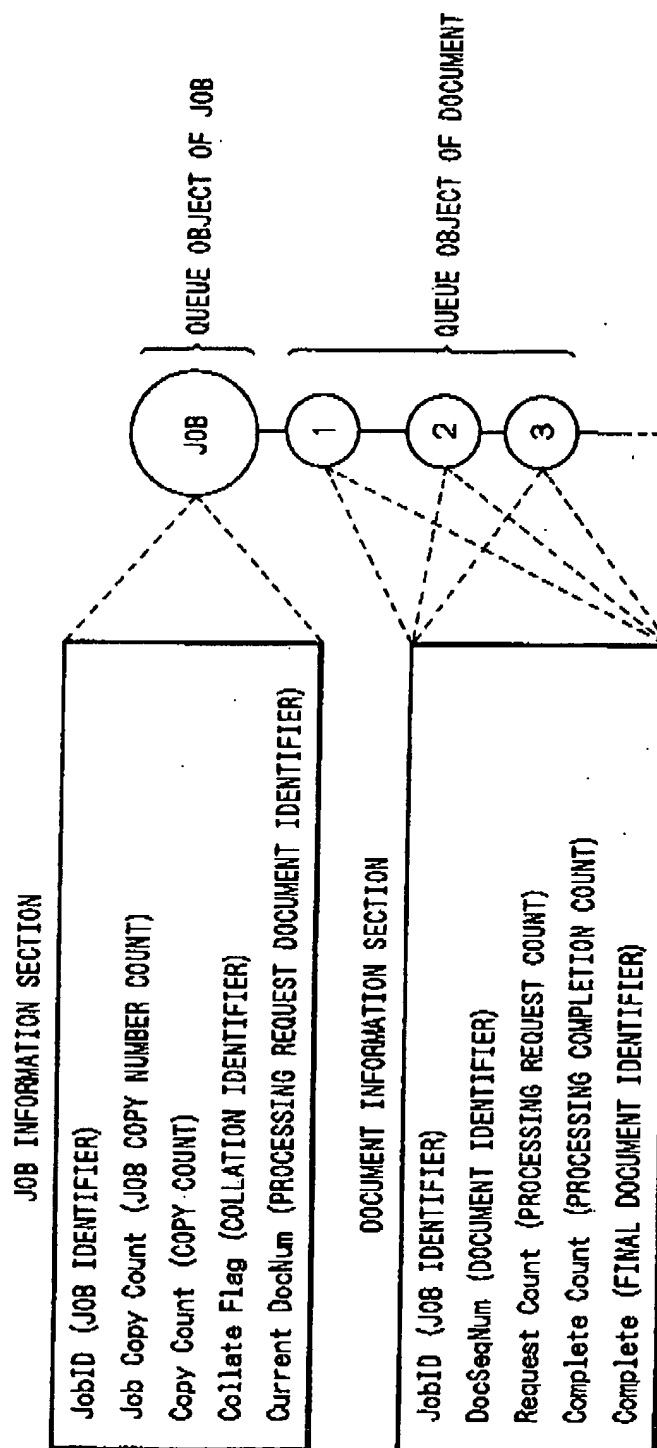 JOB INFORMATION SECTION
JobID (JOB IDENTIFIER)
Job Copy Count (JOB COPY NUMBER COUNT)
Copy Count (COPY COUNT)
Collate Flag (COLLATION IDENTIFIER)
Current DocNum (PROCESSING REQUEST DOCUMENT IDENTIFIER)
JOB
QUEUE OBJECT OF JOB
DOCUMENT INFORMATION SECTION
JobID (JOB IDENTIFIER)
DocSeqNum (DOCUMENT IDENTIFIER)
Request Count (PROCESSING REQUEST COUNT)
Complete Count (PROCESSING COMPLETION COUNT)
Complete (FINAL DOCUMENT IDENTIFIER)
1
2
3
QUEUE OBJECT OF DOCUMENT